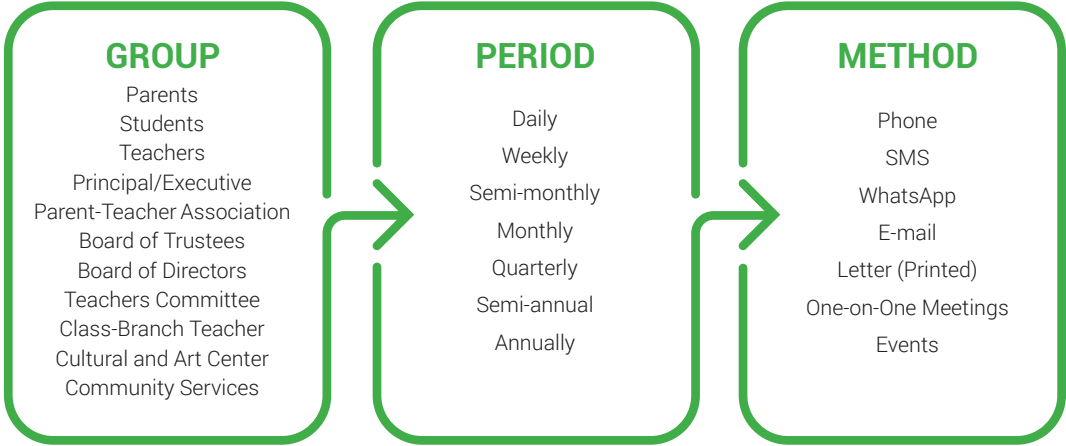 GROUP
Parents
Students
Teachers
Principal/Executive
Parent-Teacher Association
Board of Trustees
Board of Directors
Teachers Committee
Class-Branch Teacher
Cultural and Art Center
Community Services
PERIOD
Daily
Weekly
Semi-monthly
Monthly
Quarterly
Semi-annual
Annually
METHOD
Phone
SMS
WhatsApp
E-mail
Letter (Printed)
One-on-One Meetings
Events